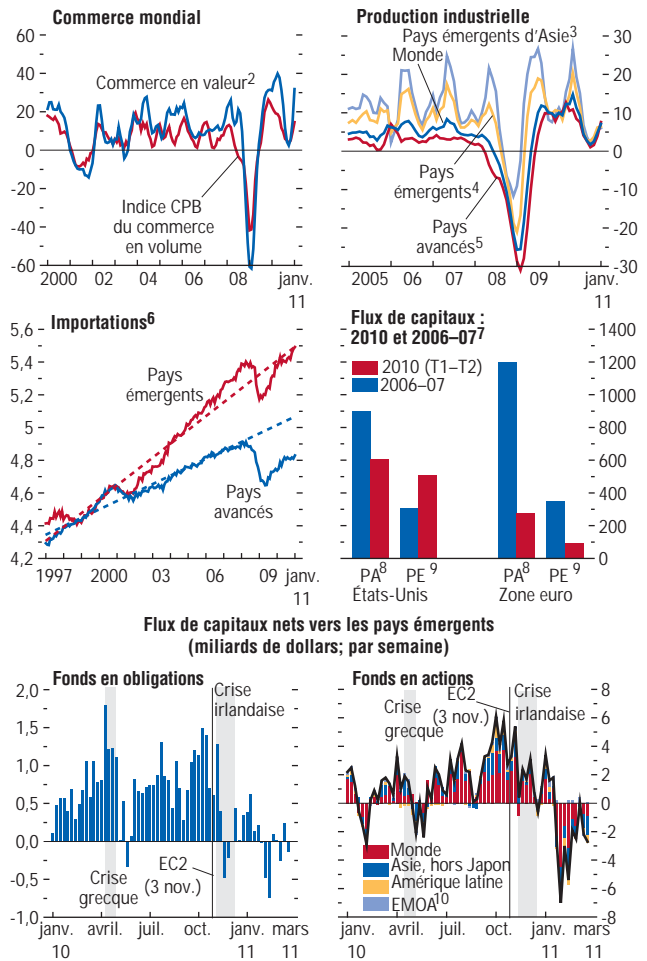 Commerce mondial
60
40
20
0
-20
-40
-60
Commerce en valeur2
Indice CPB
du commerce
en volume
2000 02 04 06 08 janv.
11
Production industrielle
30
20
10
0
-10
-20
-30
Pays émergents d'Asie3
Monde
Pays
émergents4
Pays
avancés5
2005 06 07 08 09 janv.
11
Importations6
5,6
5,4
5,2
5
4,8
4,6
4,4
4,2
Pays
émergents
Pays
avancés
1997 2000 03 06 09 janv.
11
Flux de capitaux :
2010 et 2006–077
2010 (T1–T2)
2006–07
1400
1200
1000
800
600
400
200
0
PA8 PE9 PA8 PE9
États-Unis Zone euro
Flux de capitaux nets vers les pays émergents
(miliards de dollars; par semaine)
Fonds en obligations
2,0
1,5
1,0
0,5
0,0
-0,5
-1,0
Crise
irlandaise
Crise
grecque
EC2
(3 nov.)
janv. avril. juil. oct. janv. mars
10 11 11
Fonds en actions
8
6
4
2
0
-2
-4
-6
-8
EC2
(3 nov.)
Crise
irlandaise
Crise
grecque
Monde
Asie, hors Japon
Amérique latine
EMOA10
janv. avril. juil. oct. janv. mars
10 11 11